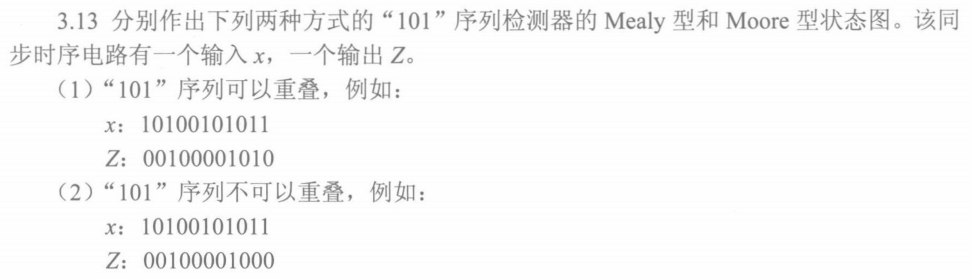 3.13 分别作出下列两种方式的“101”序列检测器的 Mealy 型和 Moore 型状态图。该同
步时序电路有一个输入 x，一个输出 Z。
（1）“101”序列可以重叠，例如：
x：10100101011
Z：00100001010
（2）“101”序列不可以重叠，例如：
x：10100101011
Z：00100001000